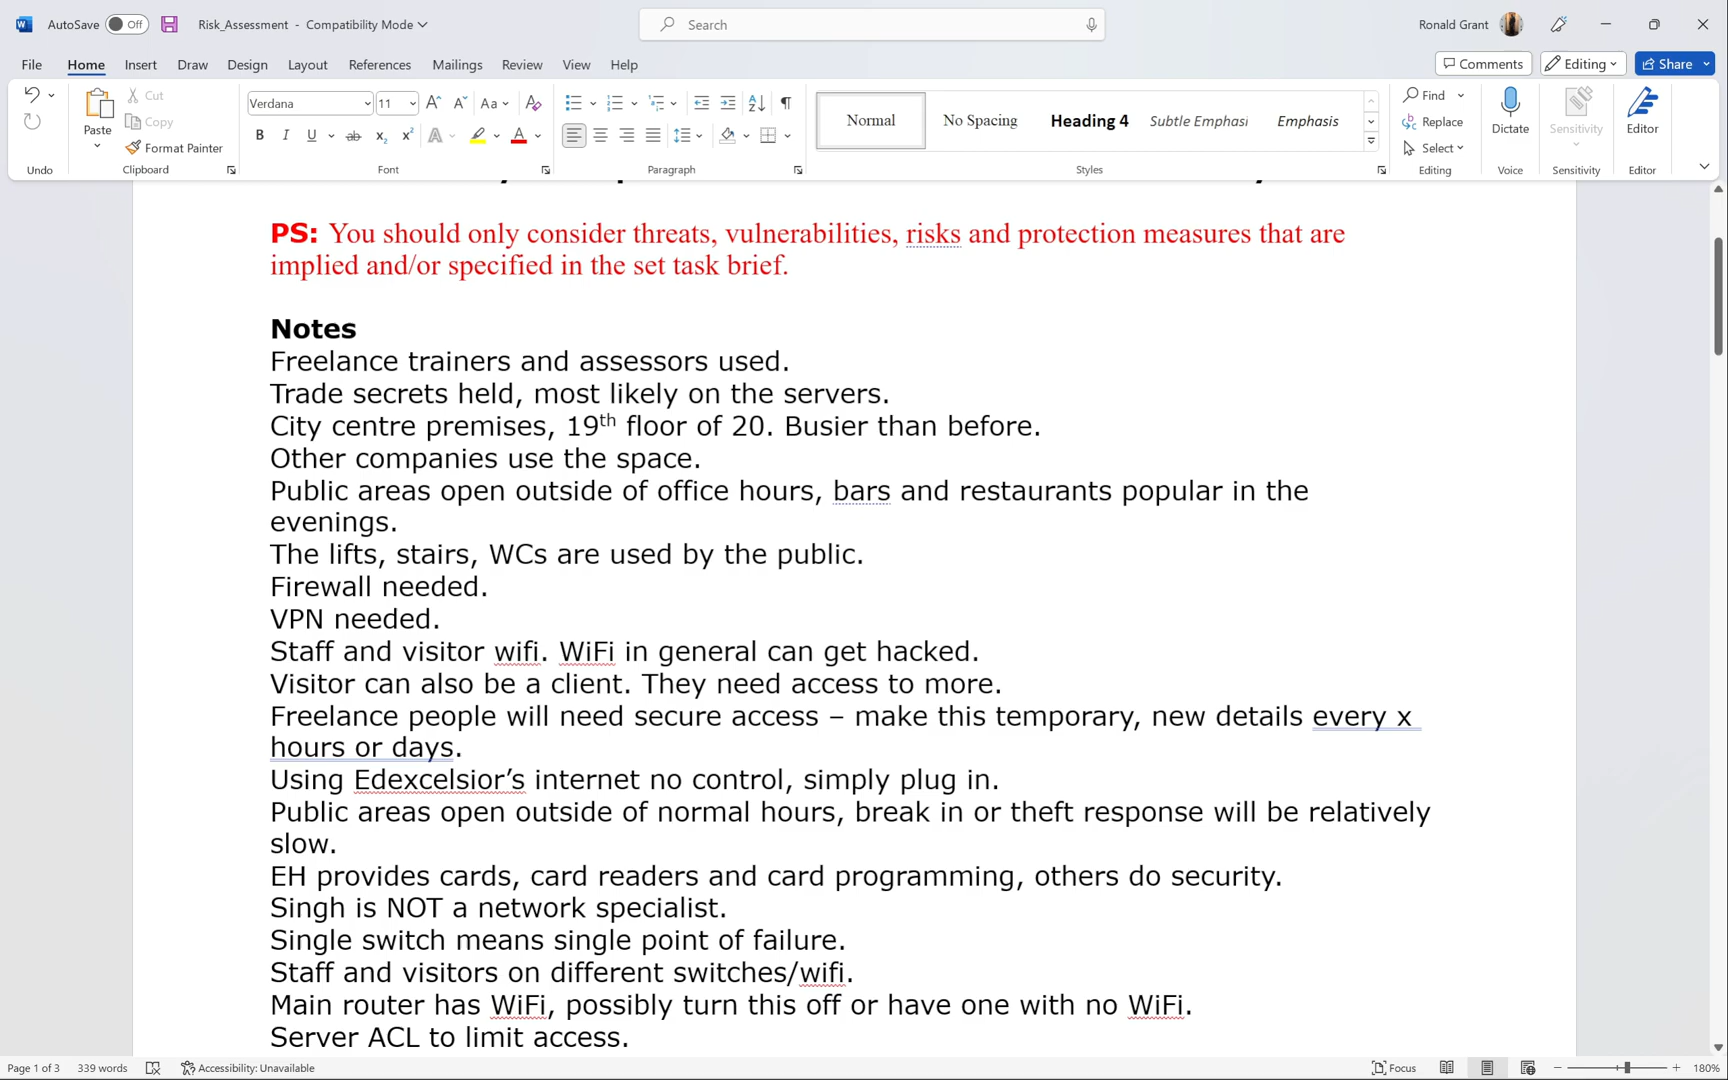 AutoSave Off Risk_Assessment - Compatibility Mode Search Ronald Grant
File Home Insert Draw Design Layout References Mailings Review View Help Comments Editing Share
Paste Cut Copy Format Painter
Verdana 11
Normal No Spacing Heading 4 Subtle Emphasi Emphasis
Find Replace Select Dictate Sensitivity Editor
Undo Clipboard Font Paragraph Styles Editing Voice Sensitivity Editor
PS: You should only consider threats, vulnerabilities, risks and protection measures that are
implied and/or specified in the set task brief.
Notes
Freelance trainers and assessors used.
Trade secrets held, most likely on the servers.
City centre premises, 19th floor of 20. Busier than before.
Other companies use the space.
Public areas open outside of office hours, bars and restaurants popular in the
evenings.
The lifts, stairs, WCs are used by the public.
Firewall needed.
VPN needed.
Staff and visitor wifi. WiFi in general can get hacked.
Visitor can also be a client. They need access to more.
Freelance people will need secure access – make this temporary, new details every x
hours or days.
Using Edexcelsior’s internet no control, simply plug in.
Public areas open outside of normal hours, break in or theft response will be relatively
slow.
EH provides cards, card readers and card programming, others do security.
Singh is NOT a network specialist.
Single switch means single point of failure.
Staff and visitors on different switches/wifi.
Main router has WiFi, possibly turn this off or have one with no WiFi.
Server ACL to limit access.
Page 1 of 3 339 words Accessibility: Unavailable Focus 180%